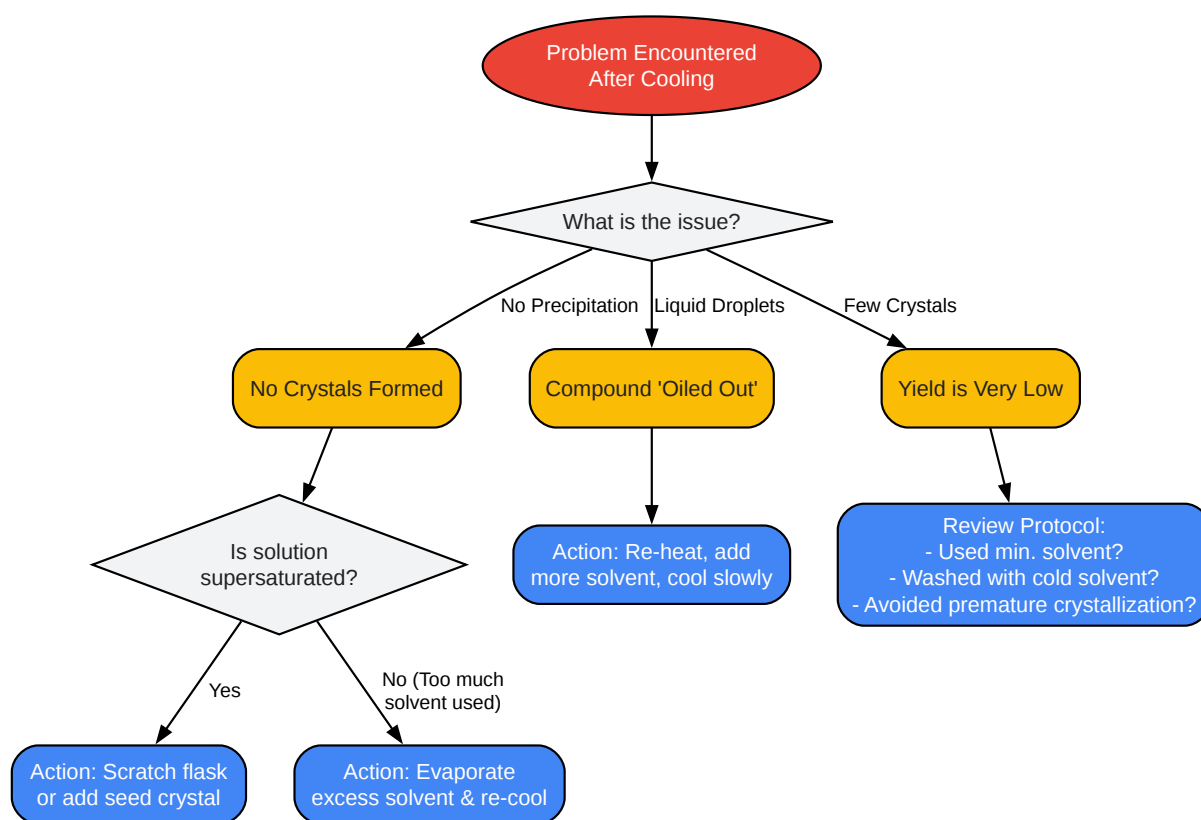 Problem Encountered
After Cooling
What is the issue?
No Precipitation
Liquid Droplets
Few Crystals
No Crystals Formed
Compound 'Oiled Out'
Yield is Very Low
Is solution
supersaturated?
Action: Re-heat, add
more solvent, cool slowly
Review Protocol:
- Used min. solvent?
- Washed with cold solvent?
- Avoided premature crystallization?
Yes
No (Too much
solvent used)
Action: Scratch flask
or add seed crystal
Action: Evaporate
excess solvent & re-cool